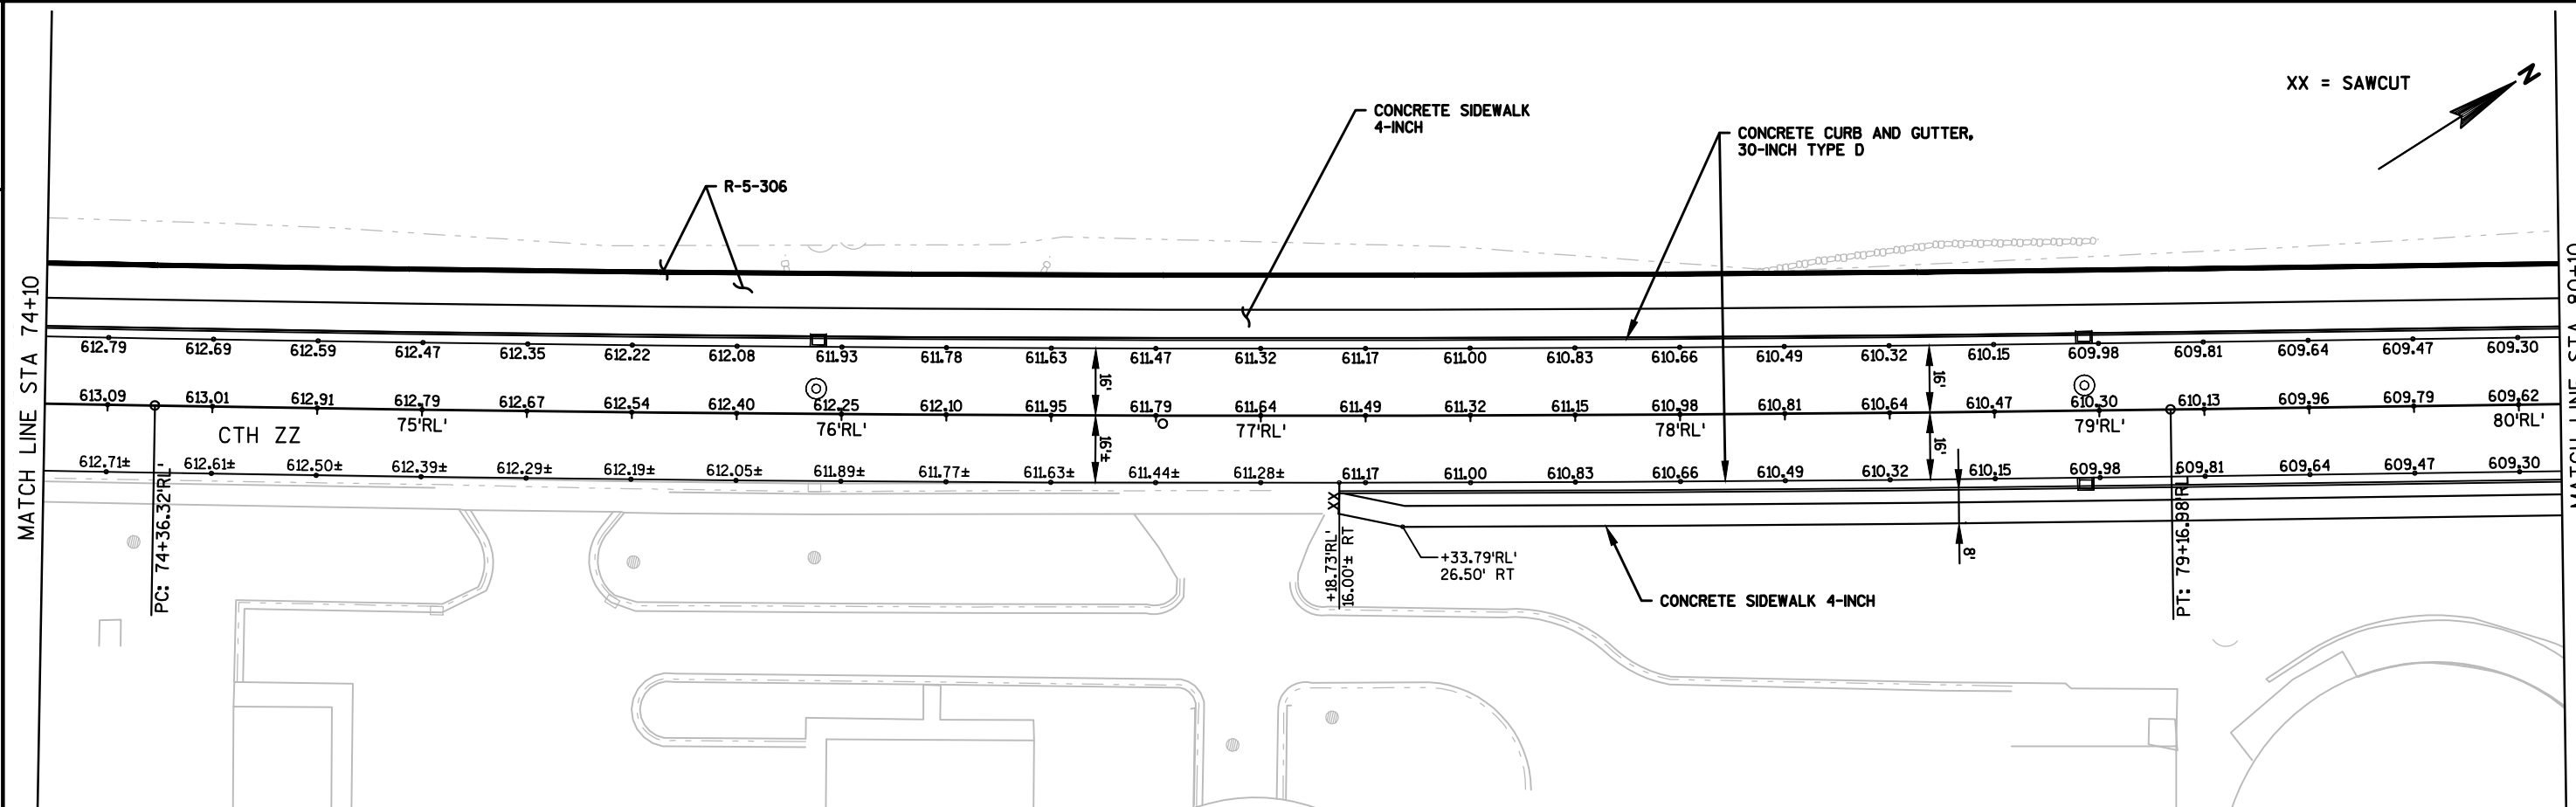 XX = SAWCUT
N
CONCRETE SIDEWALK
4-INCH
CONCRETE CURB AND GUTTER,
30-INCH TYPE D
R-5-306
MATCH LINE STA 74+10
612.79 612.69 612.59 612.47 612.35 612.22 612.08 611.93 611.78 611.63 611.47 611.32 611.17 611.00 610.83 610.66 610.49 610.32 610.15 609.98 609.81 609.64 609.47 609.30
16' 16'
613.09 613.01 612.91 612.79 612.67 612.54 612.40 612.25 612.10 611.95 611.79 611.64 611.49 611.32 611.15 610.98 610.81 610.64 610.47 610.30 610.13 609.96 609.79 609.62
CTH ZZ
75'RL' 76'RL' 77'RL' 78'RL' 79'RL' 80'RL'
16'± 16'
612.71± 612.61± 612.50± 612.39± 612.29± 612.19± 612.05± 611.89± 611.77± 611.63± 611.44± 611.28± 611.17 611.00 610.83 610.66 610.49 610.32 610.15 609.98 609.81 609.64 609.47 609.30
PC: 74+36.32'RL'
XX
+18.73'RL'
16.00'± RT
+33.79'RL'
26.50' RT
8'
CONCRETE SIDEWALK 4-INCH
PT: 79+16.98'RL'
MATCH LINE STA 80+10